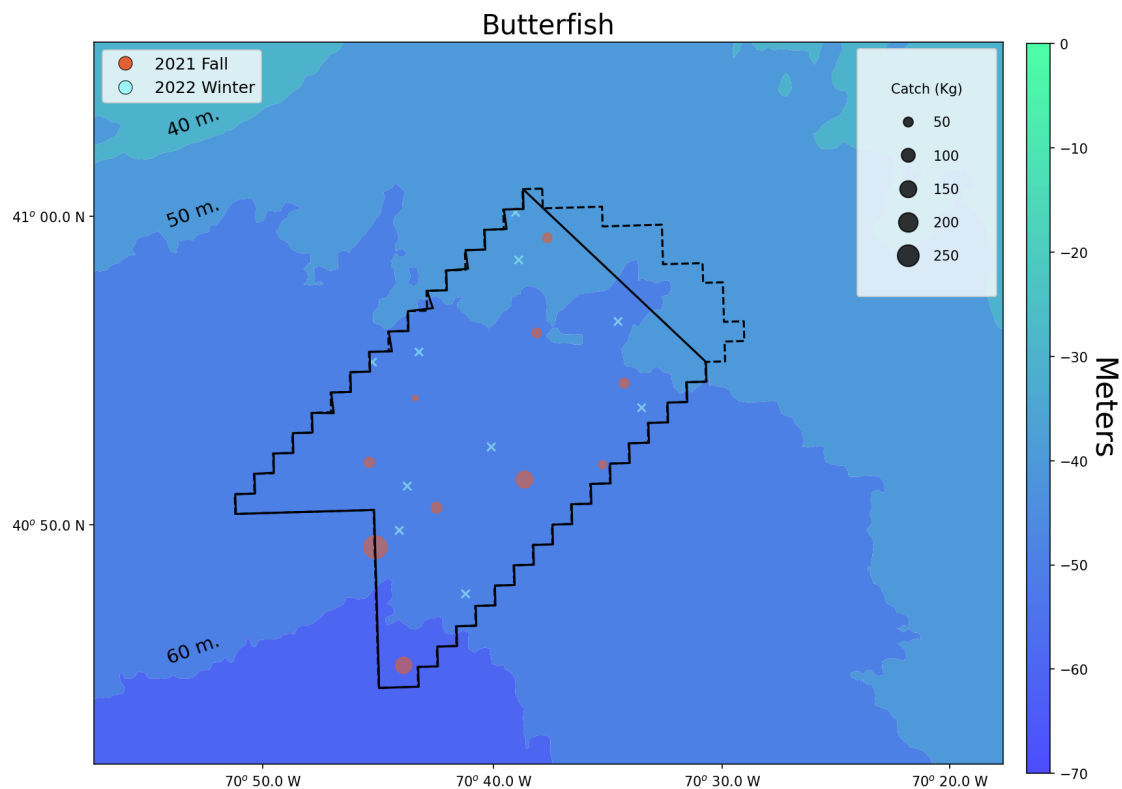 Butterfish
2021 Fall
2022 Winter
Catch (Kg)
50
100
150
200
250
40 m.
50 m.
60 m.
41° 00.0 N
40° 50.0 N
70° 50.0 W
70° 40.0 W
70° 30.0 W
70° 20.0 W
0
−10
−20
−30
−40
−50
−60
−70
Meters